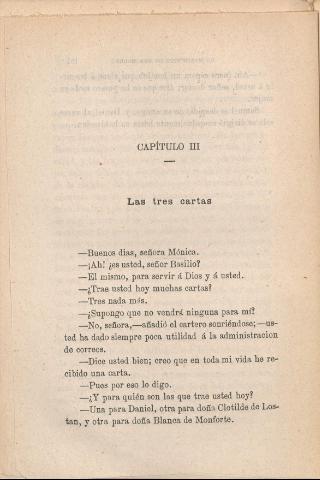 CAPÍTULO III
Las tres cartas
—Buenos dias, señora Mónica.
—¡Ah! ¿es usted, señor Basilio?
—El mismo, para servir á Dios y á usted.
—¿Trae usted hoy muchas cartas?
—Tres nada más.
—¿Supongo que no vendrá ninguna para mí?
—No, señora,—añadió el cartero sonriéndose;—us-
ted ha dado siempre poca utilidad á la administracion
de correos.
—Dice usted bien; creo que en toda mi vida he re-
cibido una carta.
—Pues por eso lo digo.
—¿Y para quién son las que trae usted hoy?
—Una para Daniel, otra para doña Clotilde de Los-
tan, y otra para doña Blanca de Monforte.